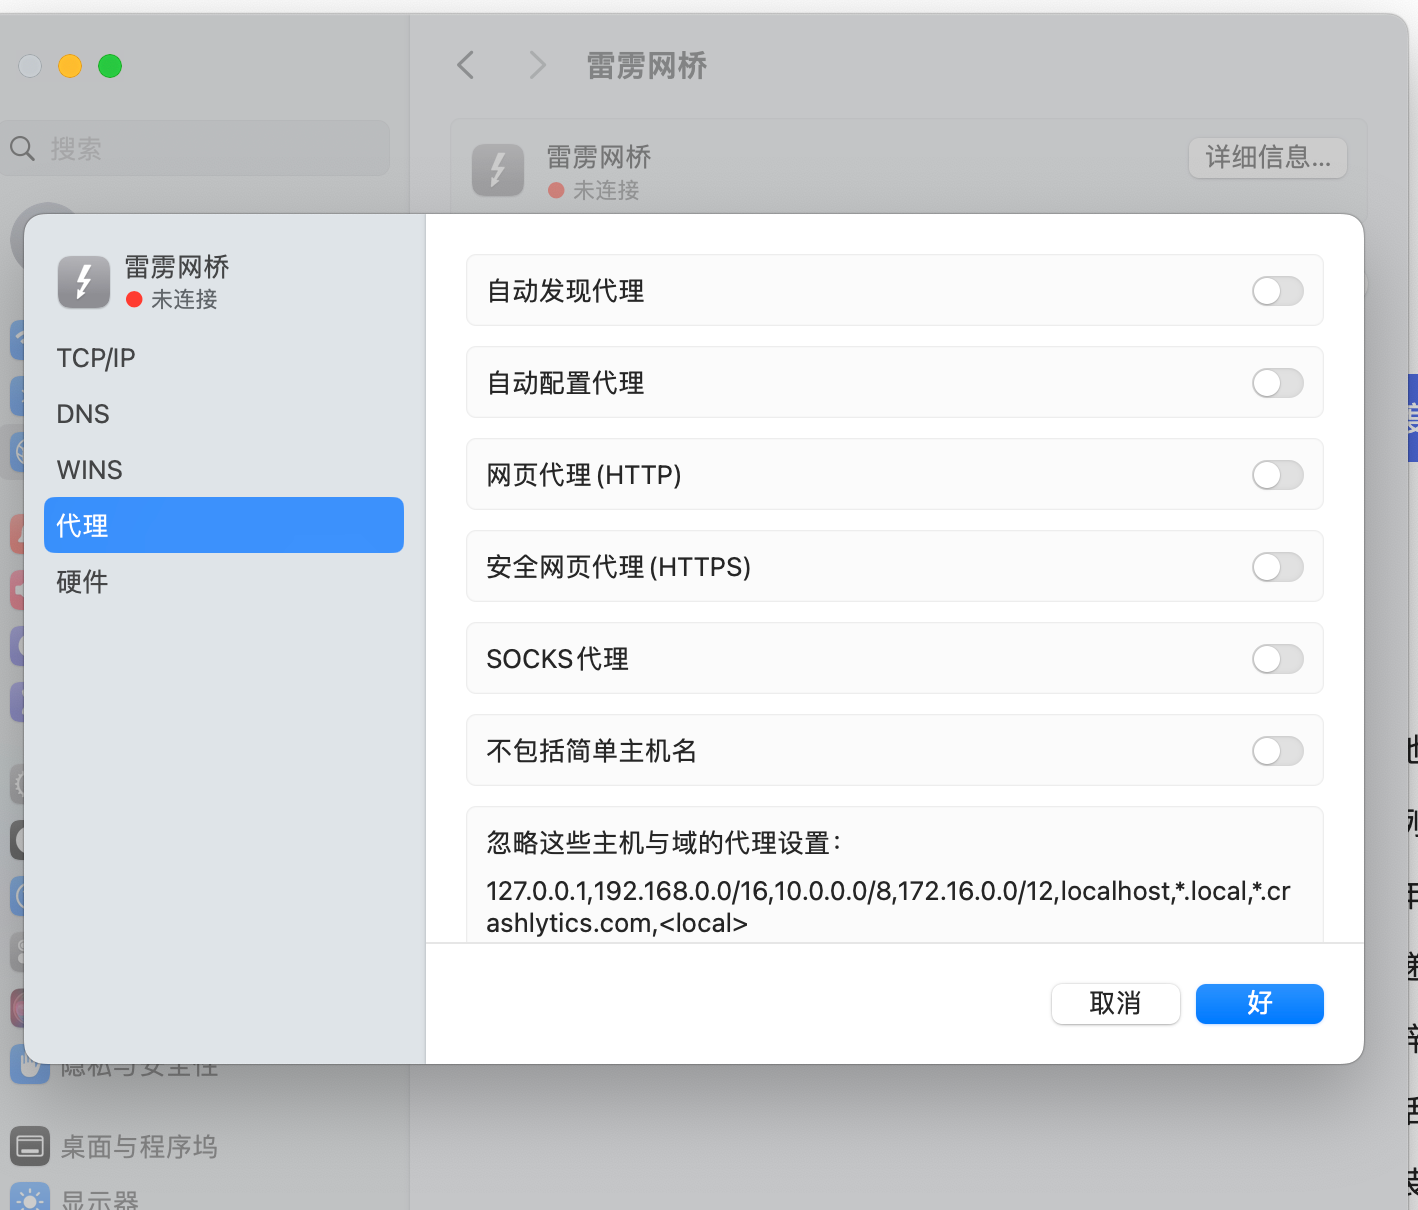 雷雳网桥
搜索
雷雳网桥
未连接
详细信息...
雷雳网桥
未连接
TCP/IP
DNS
WINS
代理
硬件
自动发现代理
自动配置代理
网页代理(HTTP)
安全网页代理(HTTPS)
SOCKS代理
不包括简单主机名
忽略这些主机与域的代理设置:
127.0.0.1,192.168.0.0/16,10.0.0.0/8,172.16.0.0/12,localhost,*.local,*.cr
ashlytics.com,<local>
取消
好
隐私与安全性
桌面与程序坞
显示器